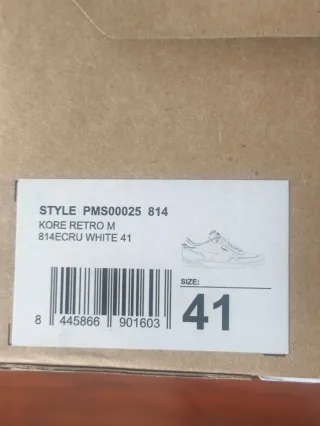 STYLE PMS00025 814
KORE RETRO M
814ECRU WHITE 41
SIZE:
41
8 445866 901603